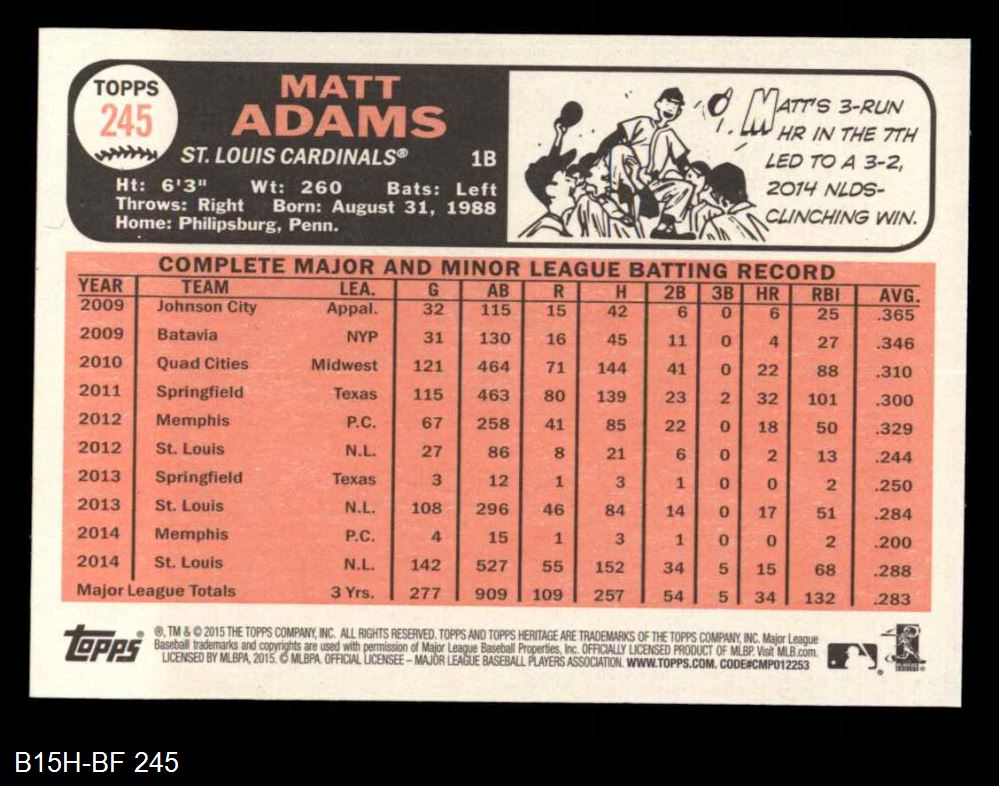 TOPPS
245
MATT
ADAMS
ST. LOUIS CARDINALS® 1B
Ht: 6'3" Wt: 260 Bats: Left
Throws: Right Born: August 31, 1988
Home: Philipsburg, Penn.
MATT'S 3-RUN
HR IN THE 7TH
LED TO A 3-2,
2014 NLDS-
CLINCHING WIN.
COMPLETE MAJOR AND MINOR LEAGUE BATTING RECORD
YEAR TEAM LEA. G AB R H 2B 3B HR RBI AVG.
2009 Johnson City Appal. 32 115 15 42 6 0 6 25 .365
2009 Batavia NYP 31 130 16 45 11 0 4 27 .346
2010 Quad Cities Midwest 121 464 71 144 41 0 22 88 .310
2011 Springfield Texas 115 463 80 139 23 2 32 101 .300
2012 Memphis P.C. 67 258 41 85 22 0 18 50 .329
2012 St. Louis N.L. 27 86 8 21 6 0 2 13 .244
2013 Springfield Texas 3 12 1 3 1 0 0 2 .250
2013 St. Louis N.L. 108 296 46 84 14 0 17 51 .284
2014 Memphis P.C. 4 15 1 3 1 0 0 2 .200
2014 St. Louis N.L. 142 527 55 152 34 5 15 68 .288
Major League Totals 3 Yrs. 277 909 109 257 54 5 34 132 .283
topps®
®, TM & © 2015 THE TOPPS COMPANY, INC. ALL RIGHTS RESERVED. TOPPS AND TOPPS HERITAGE ARE TRADEMARKS OF THE TOPPS COMPANY, INC. Major League
Baseball trademarks and copyrights are used with permission of Major League Baseball Properties, Inc. OFFICIALLY LICENSED PRODUCT OF MLBP. Visit MLB.com.
LICENSED BY MLBPA, 2015. © MLBPA. OFFICIAL LICENSEE – MAJOR LEAGUE BASEBALL PLAYERS ASSOCIATION. WWW.TOPPS.COM. CODE#CMP012253
B15H-BF 245